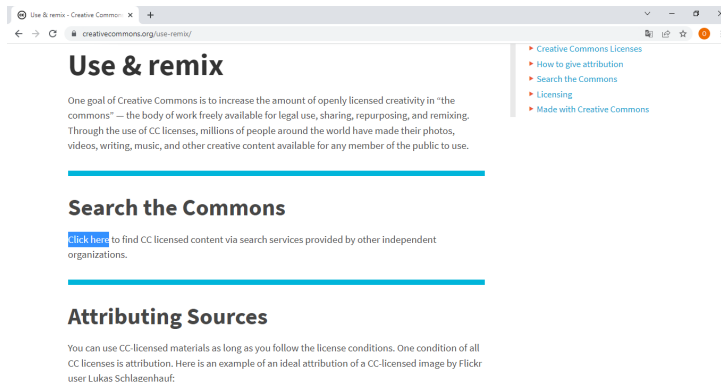 Use & remix - Creative Common
creativecommons.org/use-remix/
Use & remix
One goal of Creative Commons is to increase the amount of openly licensed creativity in “the
commons” — the body of work freely available for legal use, sharing, repurposing, and remixing.
Through the use of CC licenses, millions of people around the world have made their photos,
videos, writing, music, and other creative content available for any member of the public to use.
Search the Commons
Click here to find CC licensed content via search services provided by other independent
organizations.
Attributing Sources
You can use CC-licensed materials as long as you follow the license conditions. One condition of all
CC licenses is attribution. Here is an example of an ideal attribution of a CC-licensed image by Flickr
user Lukas Schlagenhauf:
Creative Commons Licenses
How to give attribution
Search the Commons
Licensing
Made with Creative Commons